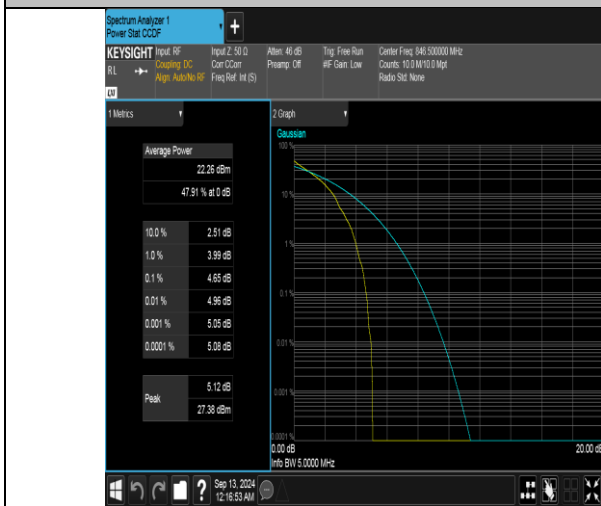 Spectrum Analyzer 1
Power Stat CCDF
+
KEYSIGHT Input: RF Input Z: 50 Ω Atten: 46 dB Trig: Free Run Center Freq: 846.500000 MHz
RL Coupling: DC Corr CCorr Preamp: Off #IF Gain: Low Counts: 10.0 M/10.0 Mpt
Align: Auto/No RF Freq Ref: Int (S) Radio Std: None
1 Metrics
2 Graph
Average Power
22.26 dBm
47.91 % at 0 dB
10.0 % 2.51 dB
1.0 % 3.99 dB
0.1 % 4.65 dB
0.01 % 4.96 dB
0.001 % 5.05 dB
0.0001 % 5.08 dB
Peak 5.12 dB
27.38 dBm
Gaussian
100 %
10 %
1 %
0.1 %
0.01 %
0.001 %
0.0001 %
0.00 dB 20.00 dB
Info BW 5.0000 MHz
?
Sep 13, 2024
12:16:53 AM